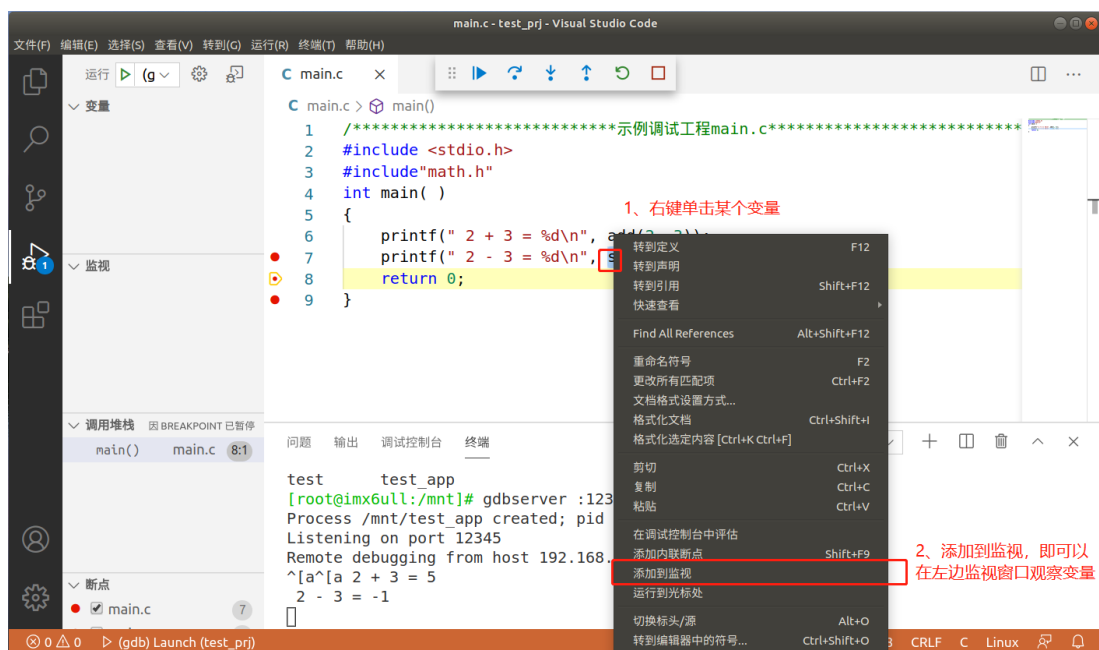 main.c - test_prj - Visual Studio Code
文件(F) 编辑(E) 选择(S) 查看(V) 转到(G) 运行(R) 终端(T) 帮助(H)
运行 (g
C main.c ×
变量
C main.c > main()
1 /****************************示例调试工程main.c***************************
2 #include <stdio.h>
3 #include"math.h"
4 int main( )
5 {
1、右键单击某个变量
6 printf(" 2 + 3 = %d\n", add(2, 3));
7 printf(" 2 - 3 = %d\n", s
8 return 0;
9 }
监视
1
转到定义 F12
转到声明
转到引用 Shift+F12
快速查看
Find All References Alt+Shift+F12
重命名符号 F2
更改所有匹配项 Ctrl+F2
文档格式设置方式...
格式化文档 Ctrl+Shift+I
格式化选定内容 [Ctrl+K Ctrl+F]
剪切 Ctrl+X
复制 Ctrl+C
粘贴 Ctrl+V
在调试控制台中评估
添加内联断点 Shift+F9
添加到监视
运行到光标处
切换标头/源 Alt+O
转到编辑器中的符号... Ctrl+Shift+O
2、添加到监视，即可以
在左边监视窗口观察变量
调用堆栈 因 BREAKPOINT 已暂停
main() main.c 8:1
问题 输出 调试控制台 终端
test test_app
[root@imx6ull:/mnt]# gdbserver :123
Process /mnt/test_app created; pid
Listening on port 12345
Remote debugging from host 192.168.
^[a^[a 2 + 3 = 5
2 - 3 = -1
断点
main.c 7
0 0 (gdb) Launch (test_prj)
CRLF C Linux